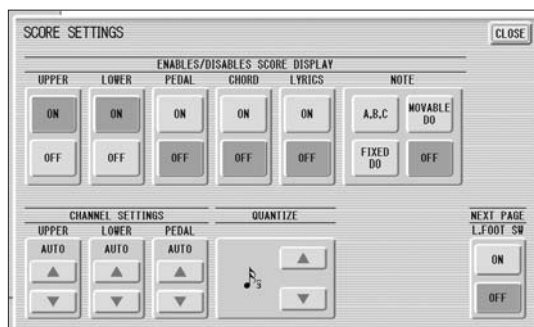 SCORE SETTINGS CLOSE
ENABLES/DISABLES SCORE DISPLAY
UPPER LOWER PEDAL CHORD LYRICS NOTE
ON ON ON ON ON A,B,C MOVABLE DO
OFF OFF OFF OFF OFF FIXED DO OFF
CHANNEL SETTINGS QUANTIZE NEXT PAGE
UPPER LOWER PEDAL L.FOOT SW
AUTO AUTO AUTO ON
3
OFF